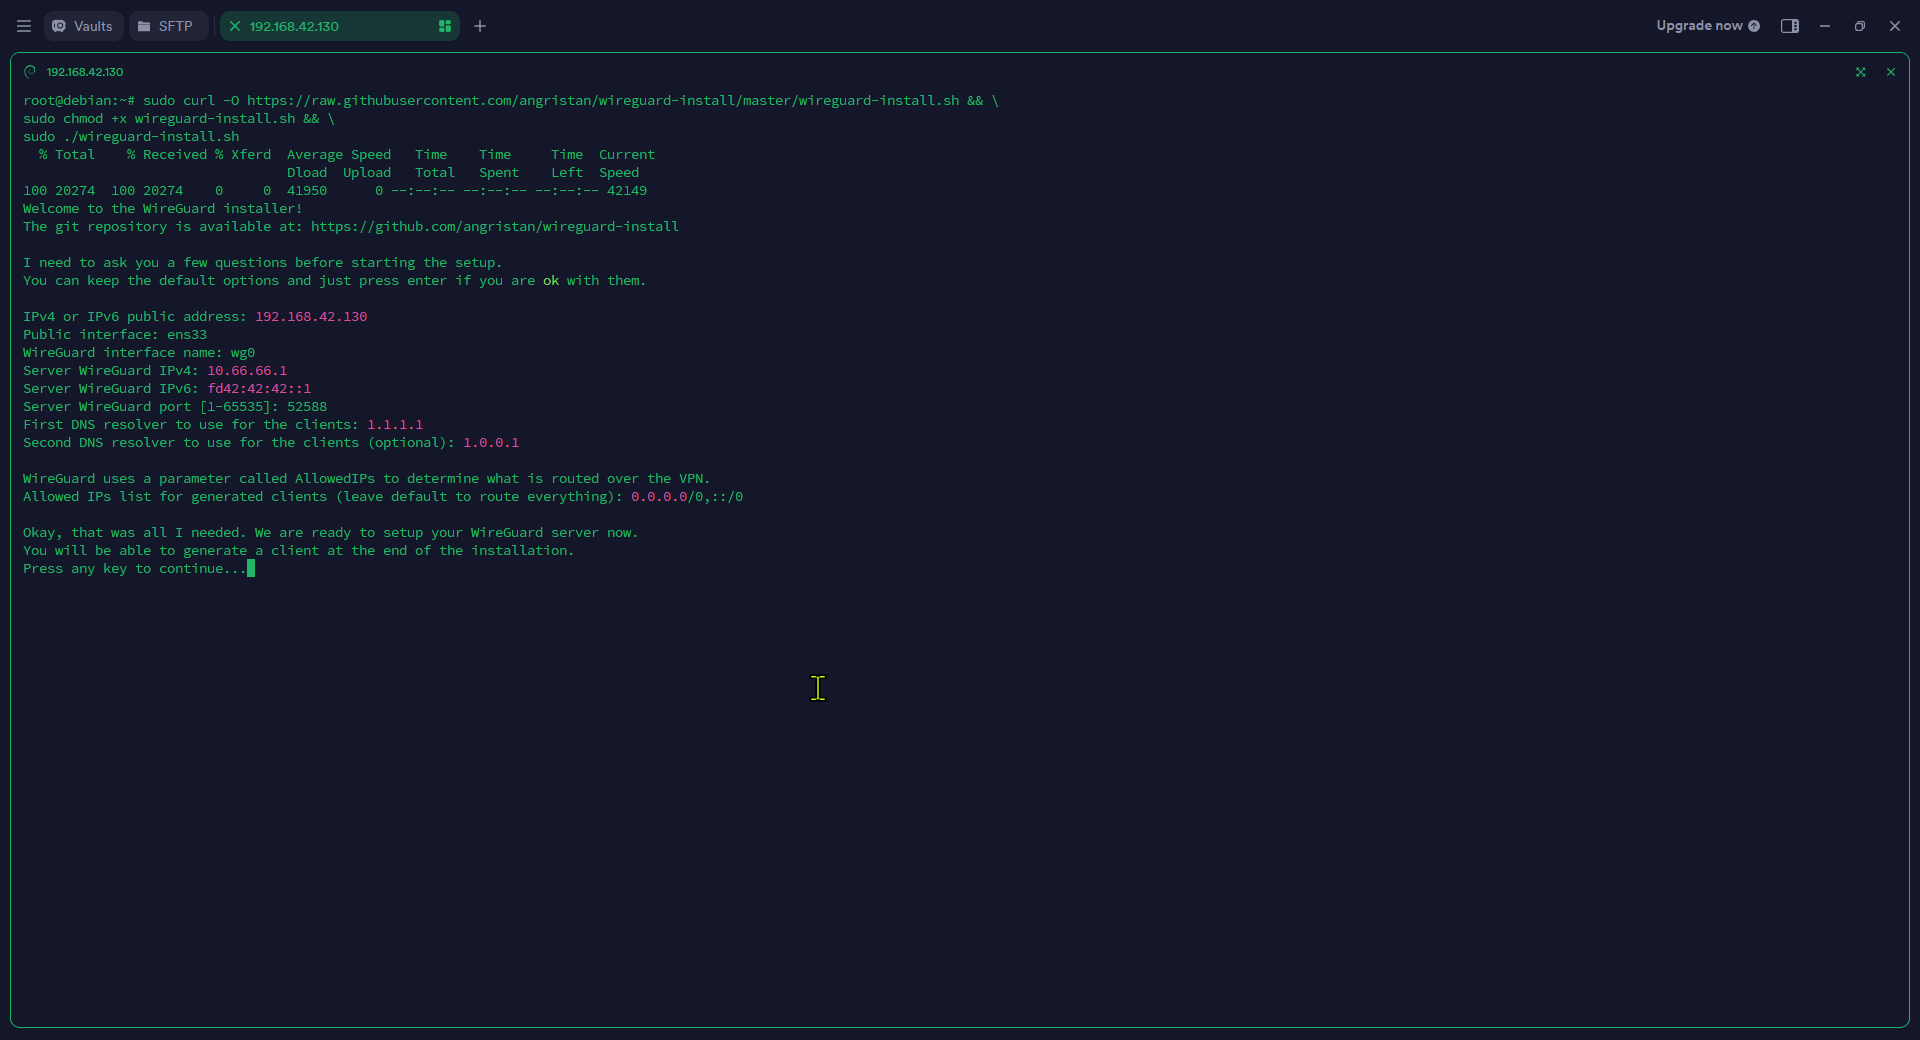 Vaults SFTP 192.168.42.130 Upgrade now
192.168.42.130
root@debian:~# sudo curl -O https://raw.githubusercontent.com/angristan/wireguard-install/master/wireguard-install.sh && \
sudo chmod +x wireguard-install.sh && \
sudo ./wireguard-install.sh
  % Total    % Received % Xferd  Average Speed   Time    Time     Time  Current
                                 Dload  Upload   Total   Spent    Left  Speed
100 20274  100 20274    0     0  41950      0 --:--:-- --:--:-- --:--:-- 42149
Welcome to the WireGuard installer!
The git repository is available at: https://github.com/angristan/wireguard-install
I need to ask you a few questions before starting the setup.
You can keep the default options and just press enter if you are ok with them.
IPv4 or IPv6 public address: 192.168.42.130
Public interface: ens33
WireGuard interface name: wg0
Server WireGuard IPv4: 10.66.66.1
Server WireGuard IPv6: fd42:42:42::1
Server WireGuard port [1-65535]: 52588
First DNS resolver to use for the clients: 1.1.1.1
Second DNS resolver to use for the clients (optional): 1.0.0.1
WireGuard uses a parameter called AllowedIPs to determine what is routed over the VPN.
Allowed IPs list for generated clients (leave default to route everything): 0.0.0.0/0,::/0
Okay, that was all I needed. We are ready to setup your WireGuard server now.
You will be able to generate a client at the end of the installation.
Press any key to continue...